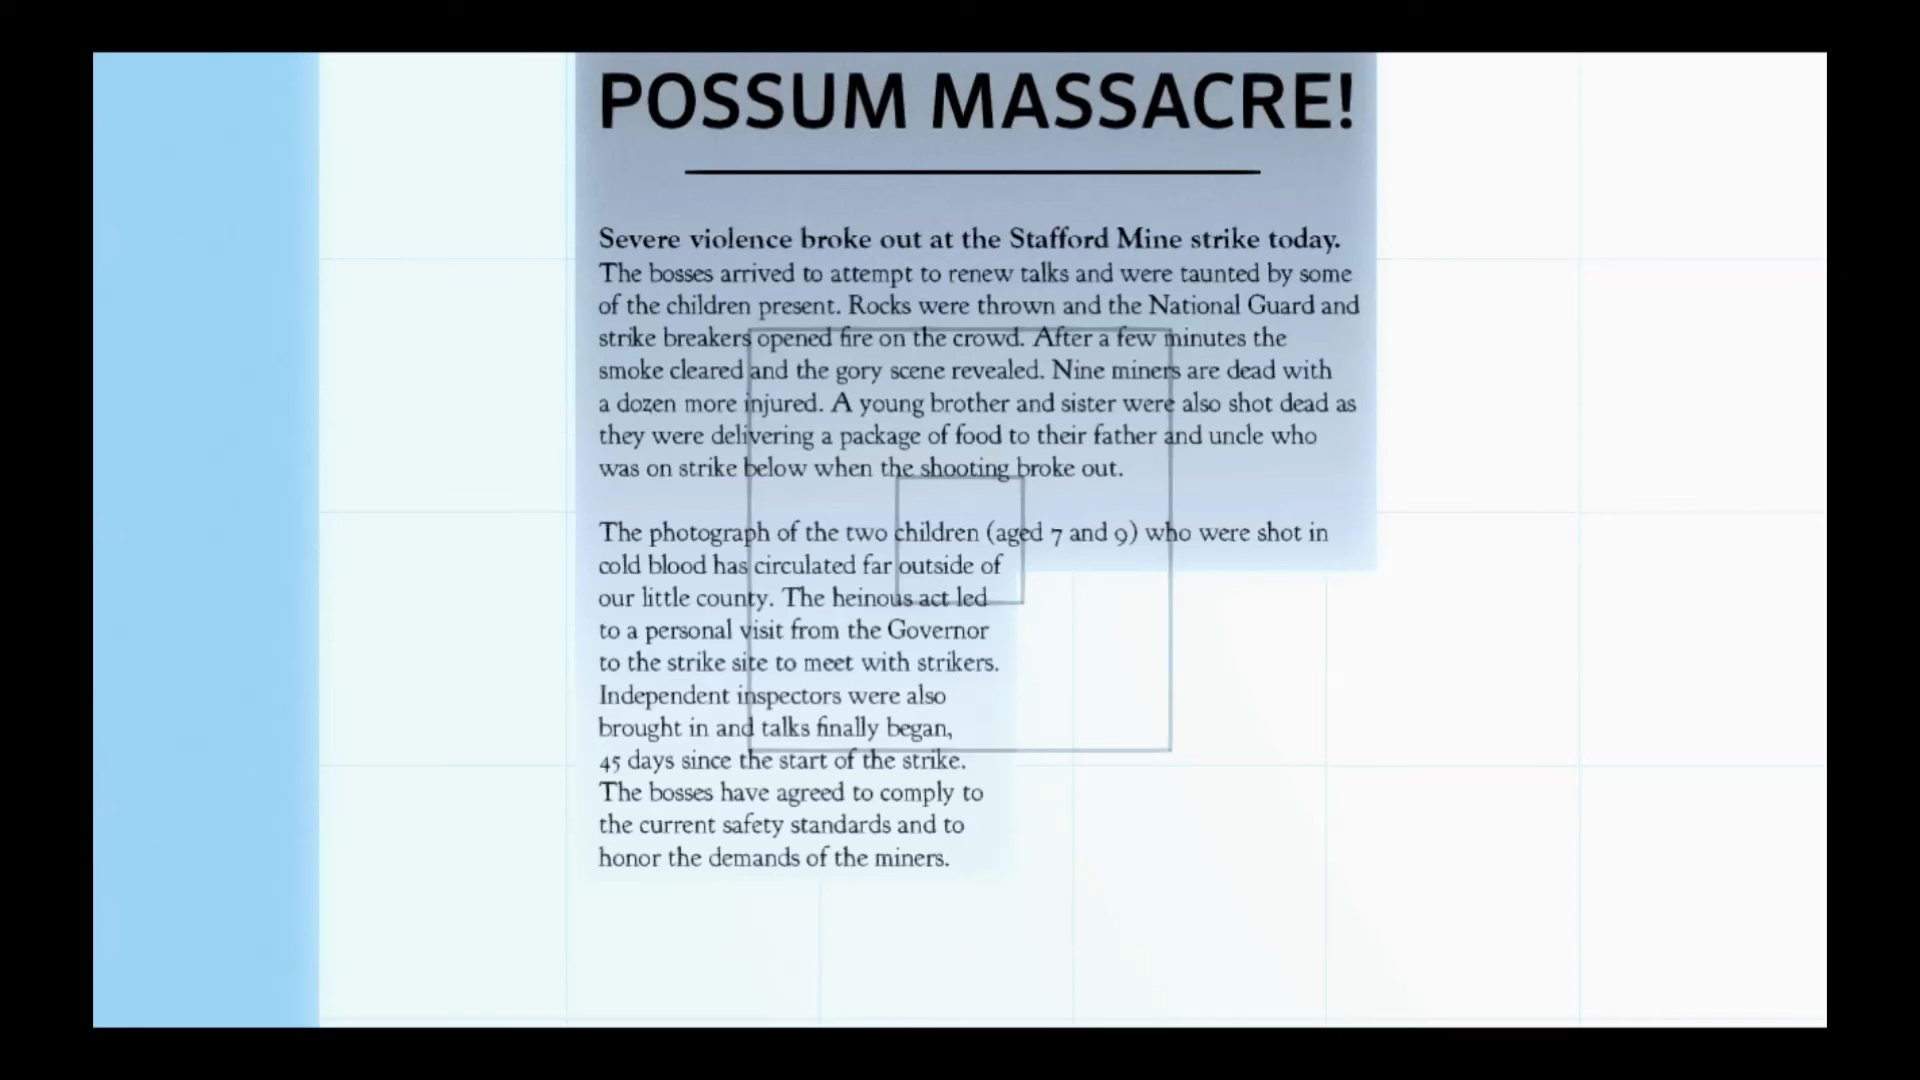 POSSUM MASSACRE!
Severe violence broke out at the Stafford Mine strike today.
The bosses arrived to attempt to renew talks and were taunted by some
of the children present. Rocks were thrown and the National Guard and
strike breakers opened fire on the crowd. After a few minutes the
smoke cleared and the gory scene revealed. Nine miners are dead with
a dozen more injured. A young brother and sister were also shot dead as
they were delivering a package of food to their father and uncle who
was on strike below when the shooting broke out.
The photograph of the two children (aged 7 and 9) who were shot in
cold blood has circulated far outside of
our little county. The heinous act led
to a personal visit from the Governor
to the strike site to meet with strikers.
Independent inspectors were also
brought in and talks finally began,
45 days since the start of the strike.
The bosses have agreed to comply to
the current safety standards and to
honor the demands of the miners.